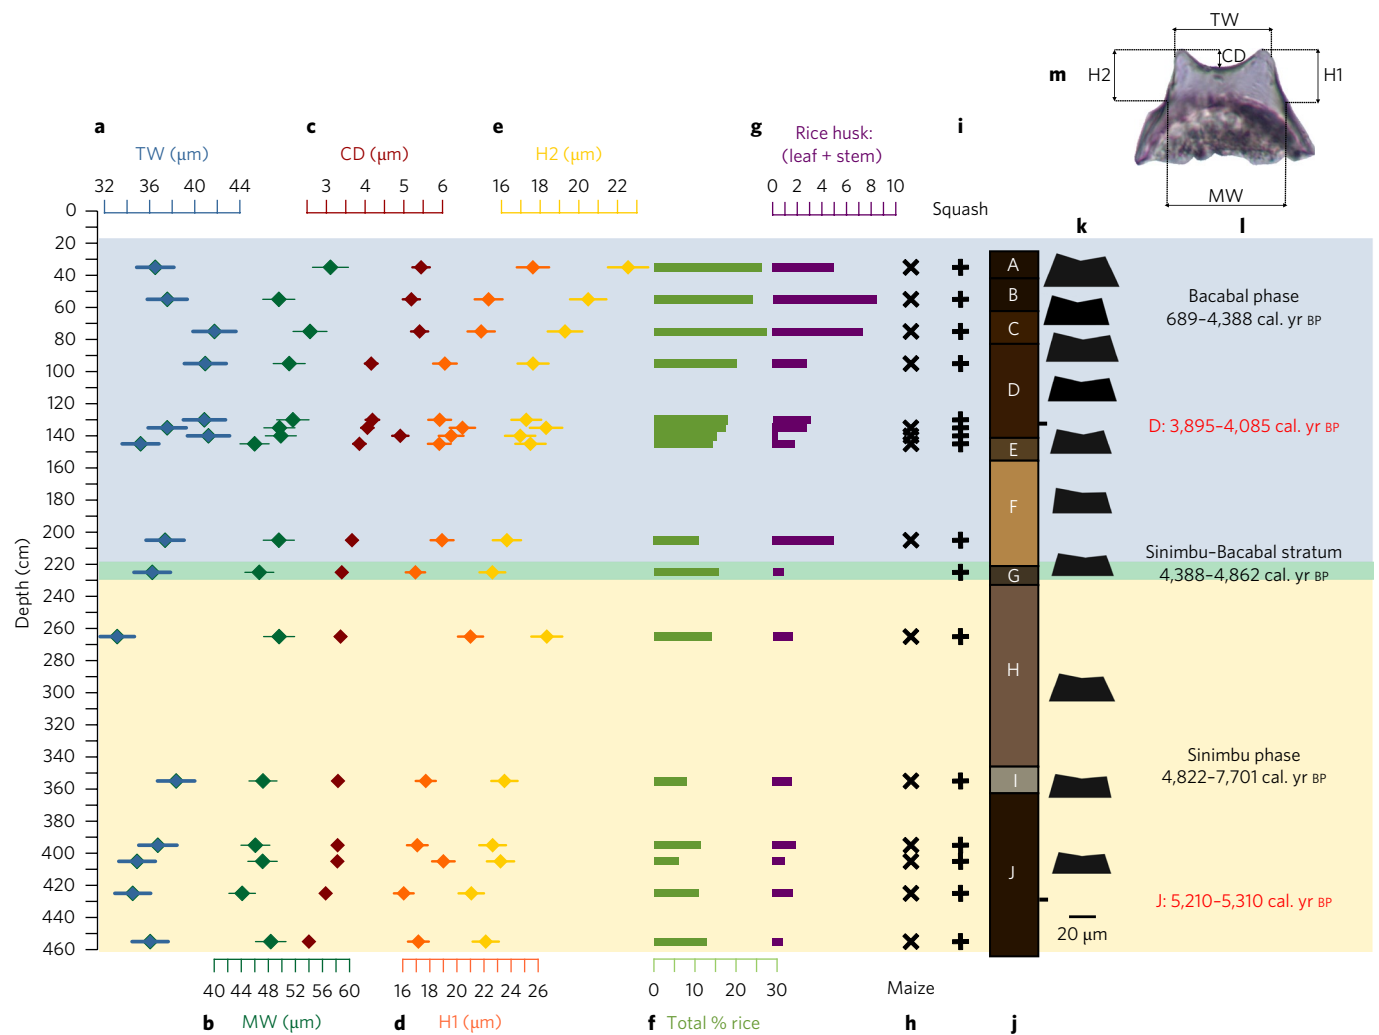 TW
m
H2
CD
H1
MW
a
c
e
g
i
TW (µm)
CD (µm)
H2 (µm)
Rice husk:
(leaf + stem)
32 36 40 44
3 4 5 6
16 18 20 22
0 2 4 6 8 10
Squash
k
l
Depth (cm)
0
20
40
60
80
100
120
140
160
180
200
220
240
260
280
300
320
340
360
380
400
420
440
460
A
B
C
D
E
F
G
H
I
J
Bacabal phase
689–4,388 cal. yr BP
D: 3,895–4,085 cal. yr BP
Sinimbu–Bacabal stratum
4,388–4,862 cal. yr BP
Sinimbu phase
4,822–7,701 cal. yr BP
J: 5,210–5,310 cal. yr BP
20 µm
40 44 48 52 56 60
16 18 20 22 24 26
0 10 20 30
Maize
b
MW (µm)
d
H1 (µm)
f
Total % rice
h
j